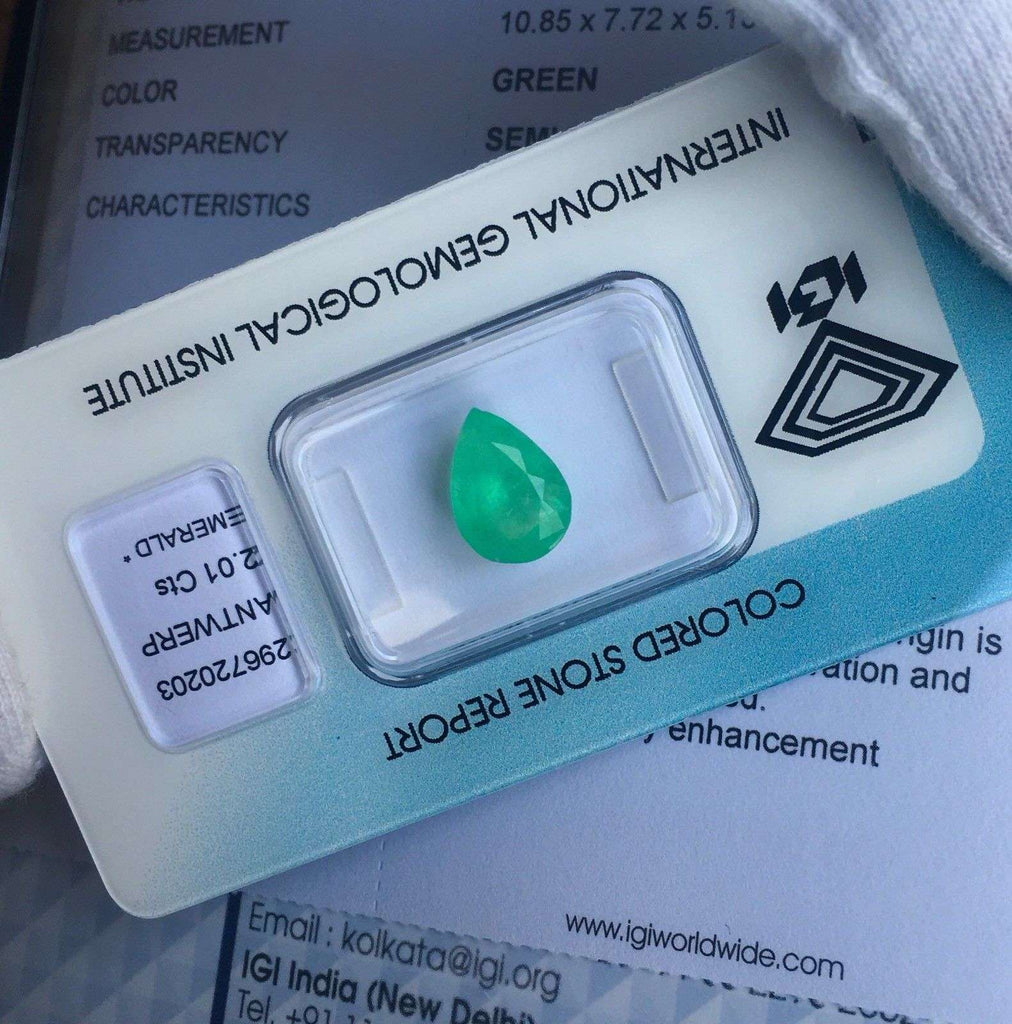 MEASUREMENT 10.85 x 7.72 x 5.1
COLOR GREEN
TRANSPARENCY
CHARACTERISTICS
INTERNATIONAL GEMOLOGICAL INSTITUTE
IGI
COLORED STONE REPORT
296720203
ANTWERP
2.01 Cts
EMERALD *
is
and
enhancement
www.igiworldwide.com
Email : kolkata@igi.org
IGI India (New Delhi
Tel. +91